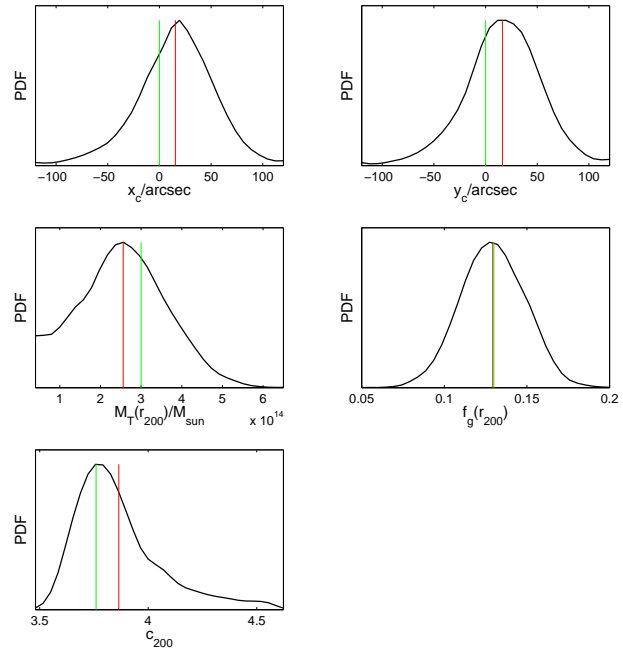 PDF
−100 −50 0 50 100
x_c/arcsec
PDF
−100 −50 0 50 100
y_c/arcsec
PDF
1 2 3 4 5 6
M_T(r_200)/M_sun
x 10^14
PDF
0.05 0.1 0.15 0.2
f_g(r_200)
PDF
3.5 4 4.5
c_200